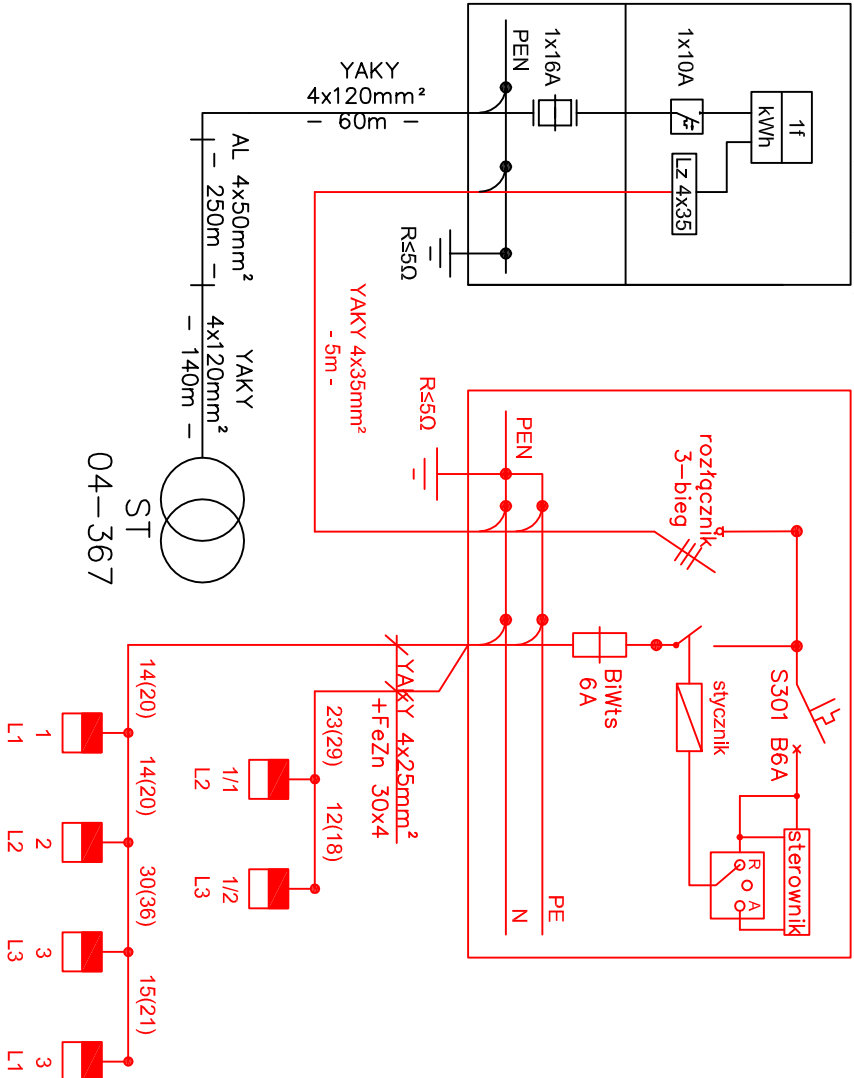 1f
kWh
1x10A
Lz 4x35
1x16A
PEN
R≤5Ω
YAKY
4x120mm²
- 60m -
AL 4x50mm²
- 250m -
YAKY
4x120mm²
- 140m -
ST
04-367
YAKY 4x35mm²
- 5m -
R≤5Ω
PEN
rozłącznik
3-bieg
S301 B6A
stycznik
BiWts
6A
sterownik
R
A
PE
N
YAKY 4x25mm²
+FeZn 30x4
23(29)
12(18)
1/1
L2
1/2
L3
14(20)
14(20)
30(36)
15(21)
1
L1
2
L2
3
L3
3
L1